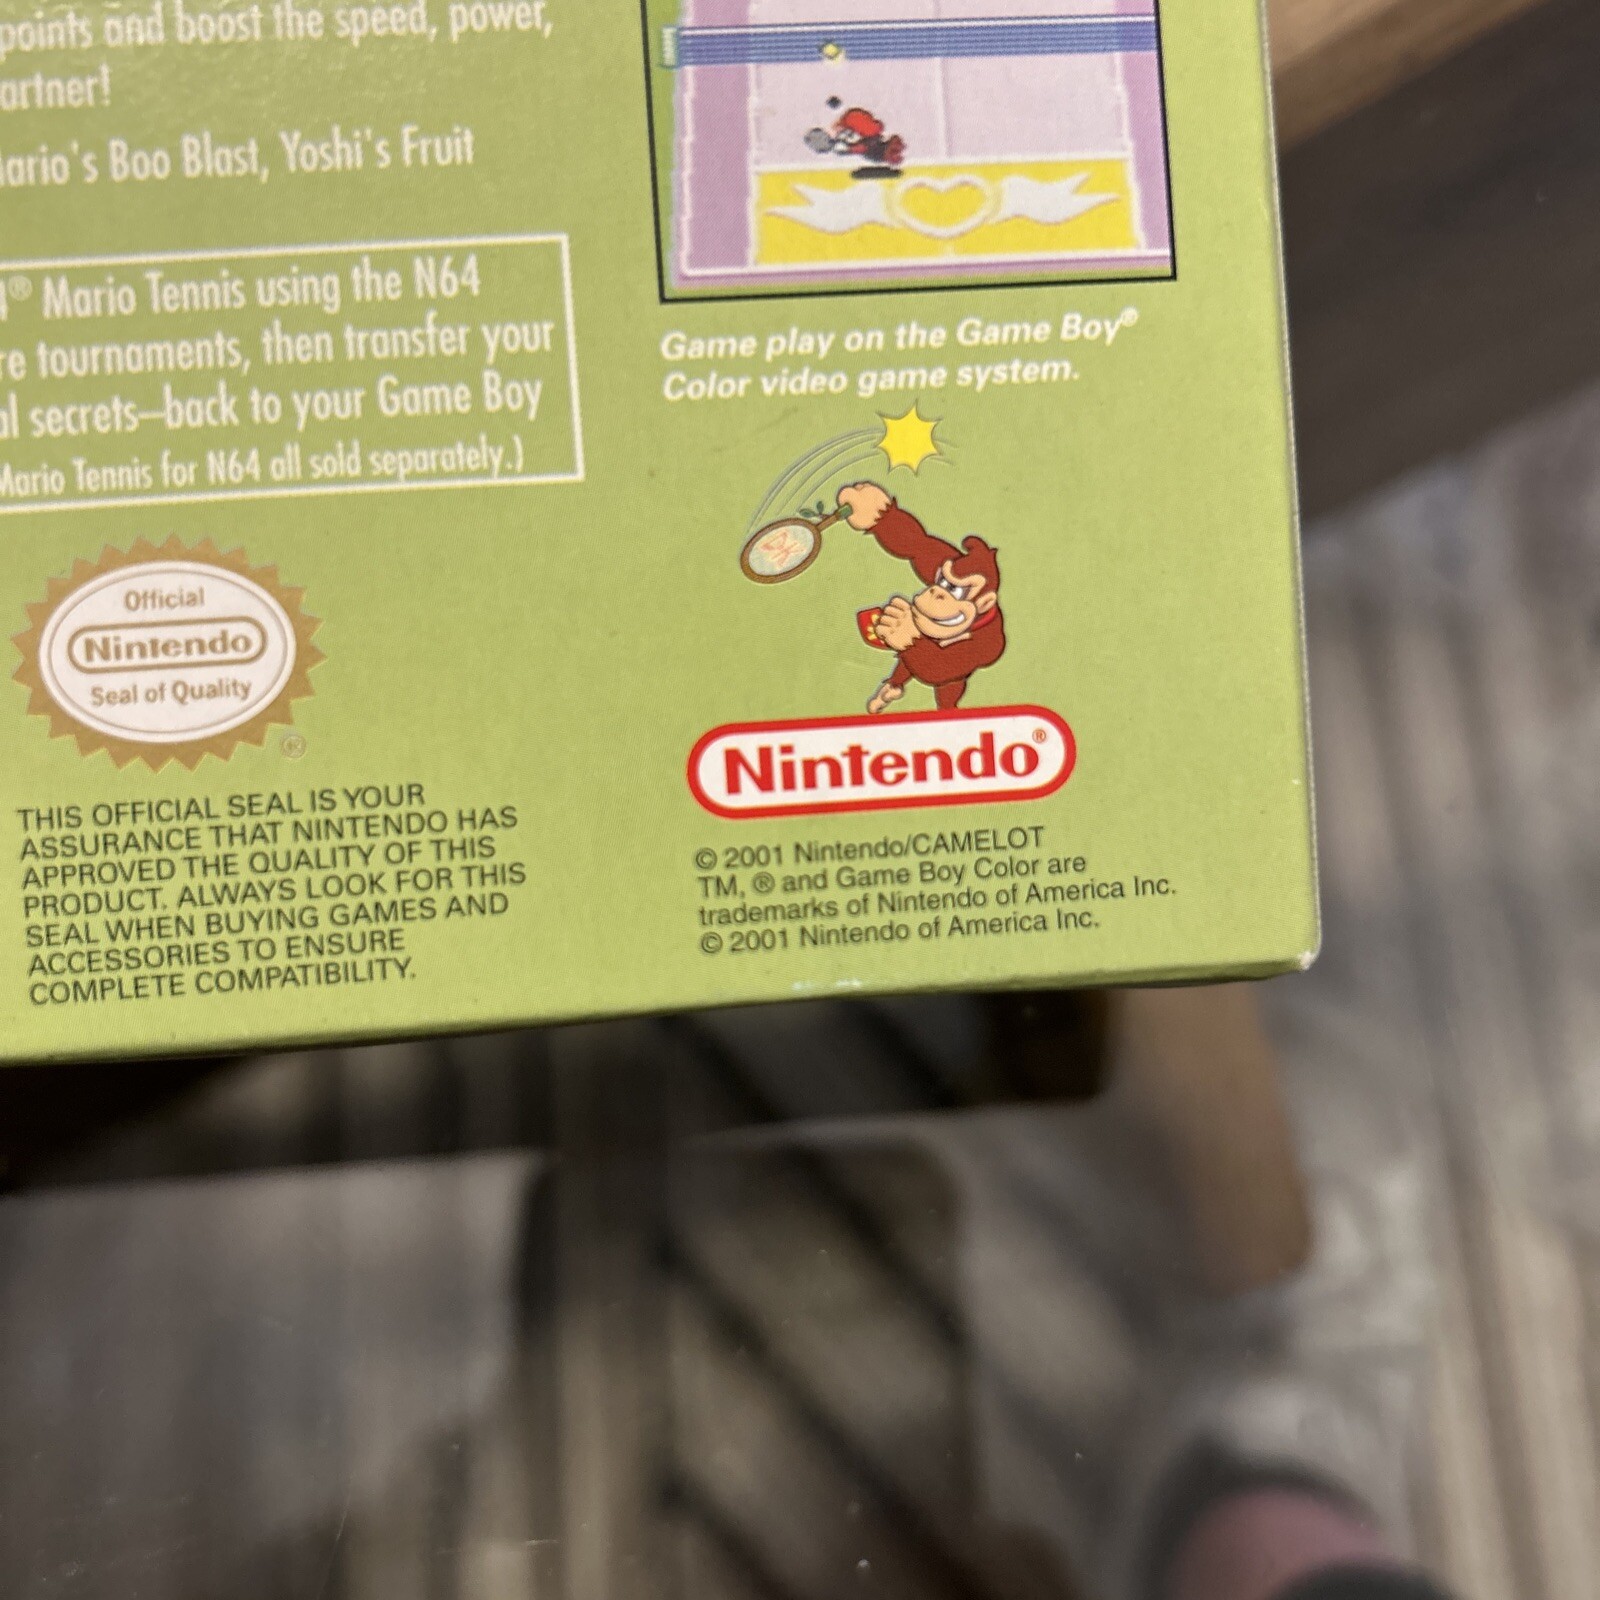 points and boost the speed, power,
artner!
Mario's Boo Blast, Yoshi's Fruit
® Mario Tennis using the N64
re tournaments, then transfer your
al secrets—back to your Game Boy
Mario Tennis for N64 all sold separately.)
Game play on the Game Boy®
Color video game system.
DK
Official
Nintendo
Seal of Quality
®
THIS OFFICIAL SEAL IS YOUR
ASSURANCE THAT NINTENDO HAS
APPROVED THE QUALITY OF THIS
PRODUCT. ALWAYS LOOK FOR THIS
SEAL WHEN BUYING GAMES AND
ACCESSORIES TO ENSURE
COMPLETE COMPATIBILITY.
Nintendo®
© 2001 Nintendo/CAMELOT
TM, ® and Game Boy Color are
trademarks of Nintendo of America Inc.
© 2001 Nintendo of America Inc.